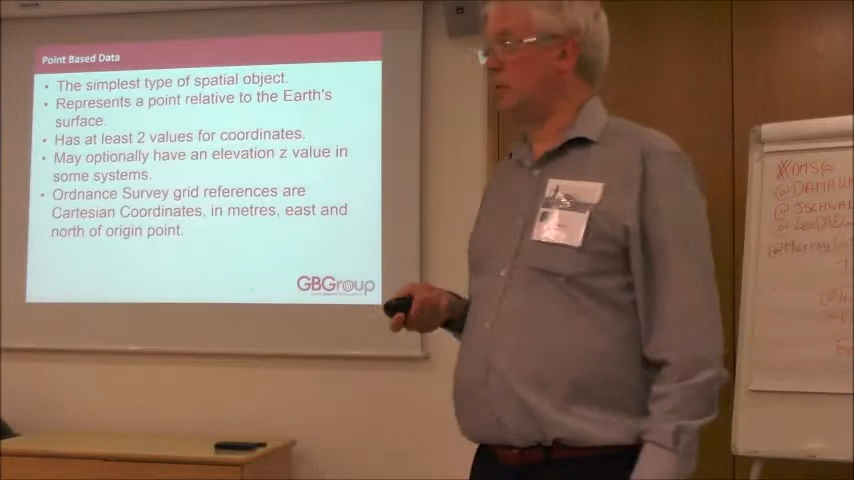 Point Based Data
• The simplest type of spatial object.
• Represents a point relative to the Earth's
surface.
• Has at least 2 values for coordinates.
• May optionally have an elevation z value in
some systems.
• Ordnance Survey grid references are
Cartesian Coordinates, in metres, east and
north of origin point.
GBGroup